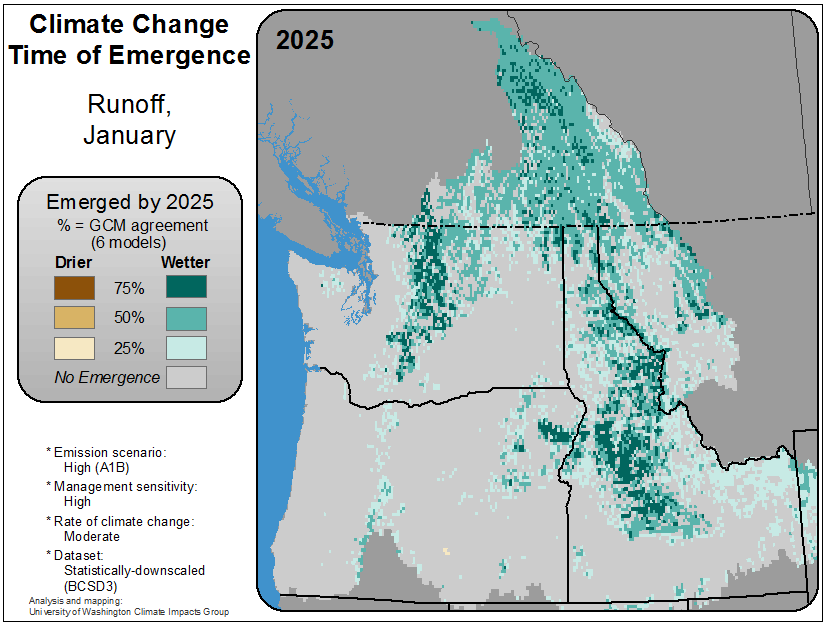 Climate Change
Time of Emergence
Runoff,
January
Emerged by 2025
% = GCM agreement
(6 models)
Drier Wetter
75%
50%
25%
No Emergence
* Emission scenario:
High (A1B)
* Management sensitivity:
High
* Rate of climate change:
Moderate
* Dataset:
Statistically-downscaled
(BCSD3)
Analysis and mapping:
University of Washington Climate Impacts Group
2025